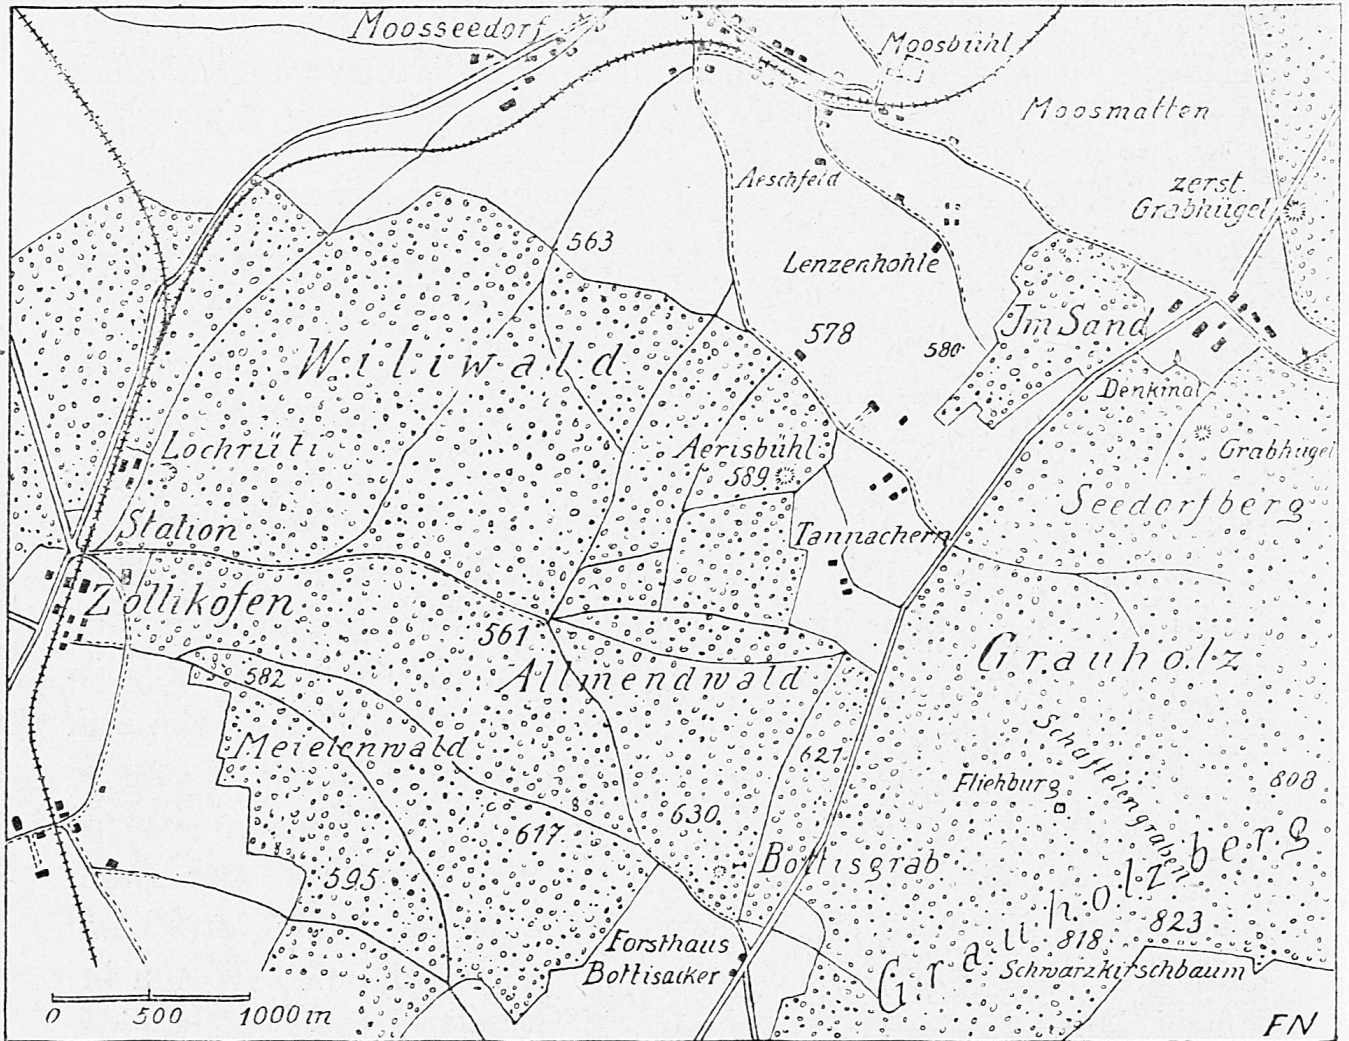 Moosseedorf
Moosbühl
Moosmatten
Aeschfeld
zerst.
Grabhügel
563
Lenzenhohle
Wiliwald
578
580
Im Sand
Denkmal
Lochrüti
Aerisbühl
589
Grabhügel
Seedorfberg
Station
Tannachern
Zollikofen
561
Grauholz
582
Allmendwald
Meielenwald
621
Schafleiengraben
Fliehburg
808
630
617
Bottisgrab
595
Grauholzberg
823
818
Forsthaus
Bottisacker
Schwarzkirschbaum
0 500 1000 m
FN